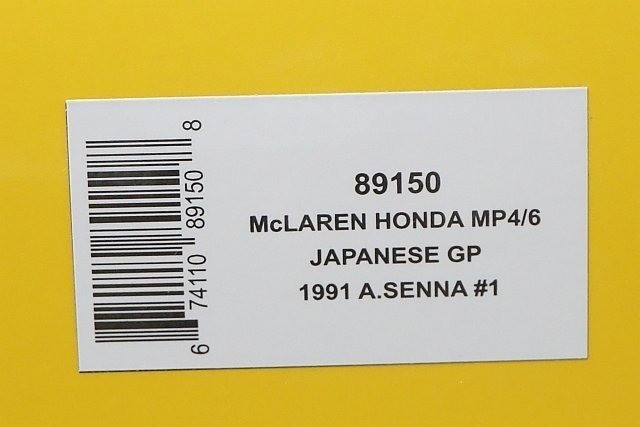 6 74110 89150 8
89150
McLAREN HONDA MP4/6
JAPANESE GP
1991 A.SENNA #1